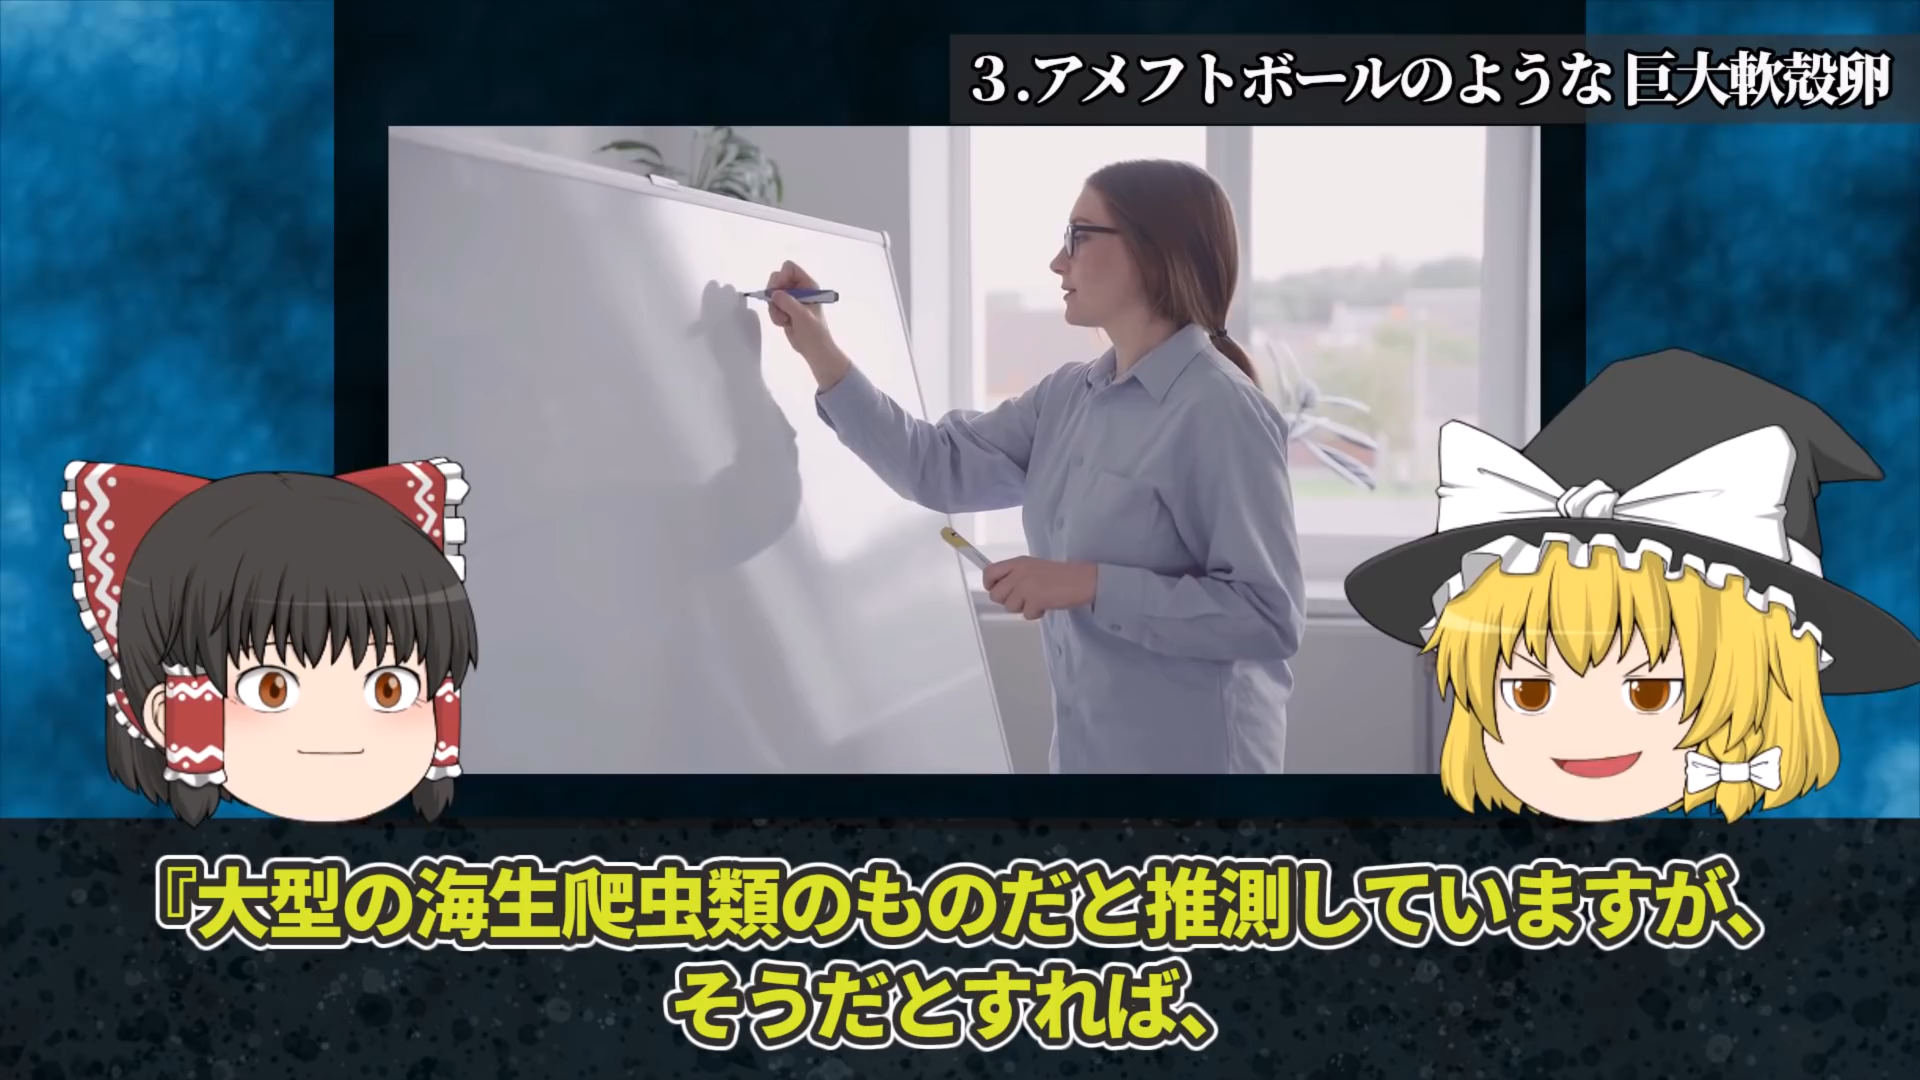 ３.アメフトボールのような巨大軟殻卵
『大型の海生爬虫類のものだと推測していますが、
そうだとすれば、